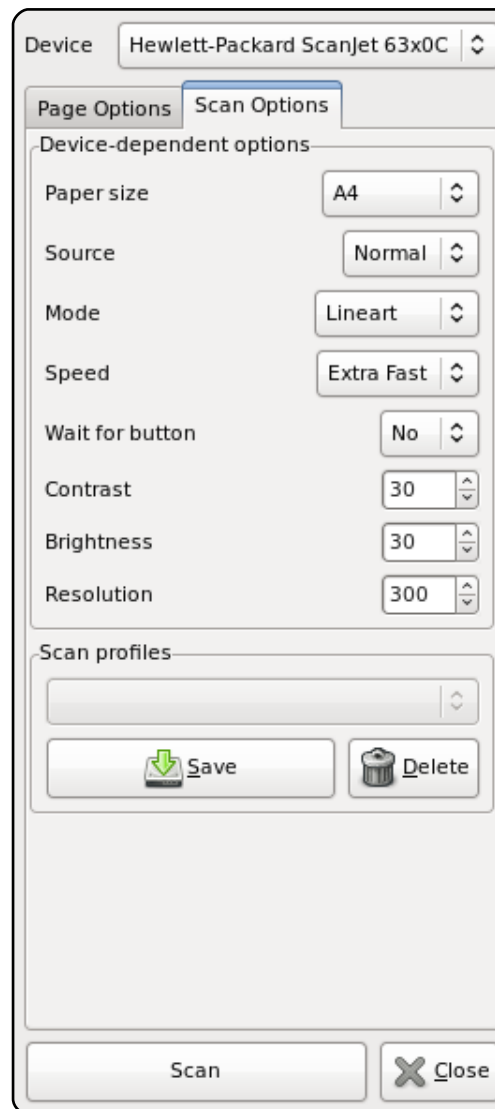 Device Hewlett-Packard ScanJet 63x0C
Page Options Scan Options
Device-dependent options
Paper size A4
Source Normal
Mode Lineart
Speed Extra Fast
Wait for button No
Contrast 30
Brightness 30
Resolution 300
Scan profiles
Save Delete
Scan Close